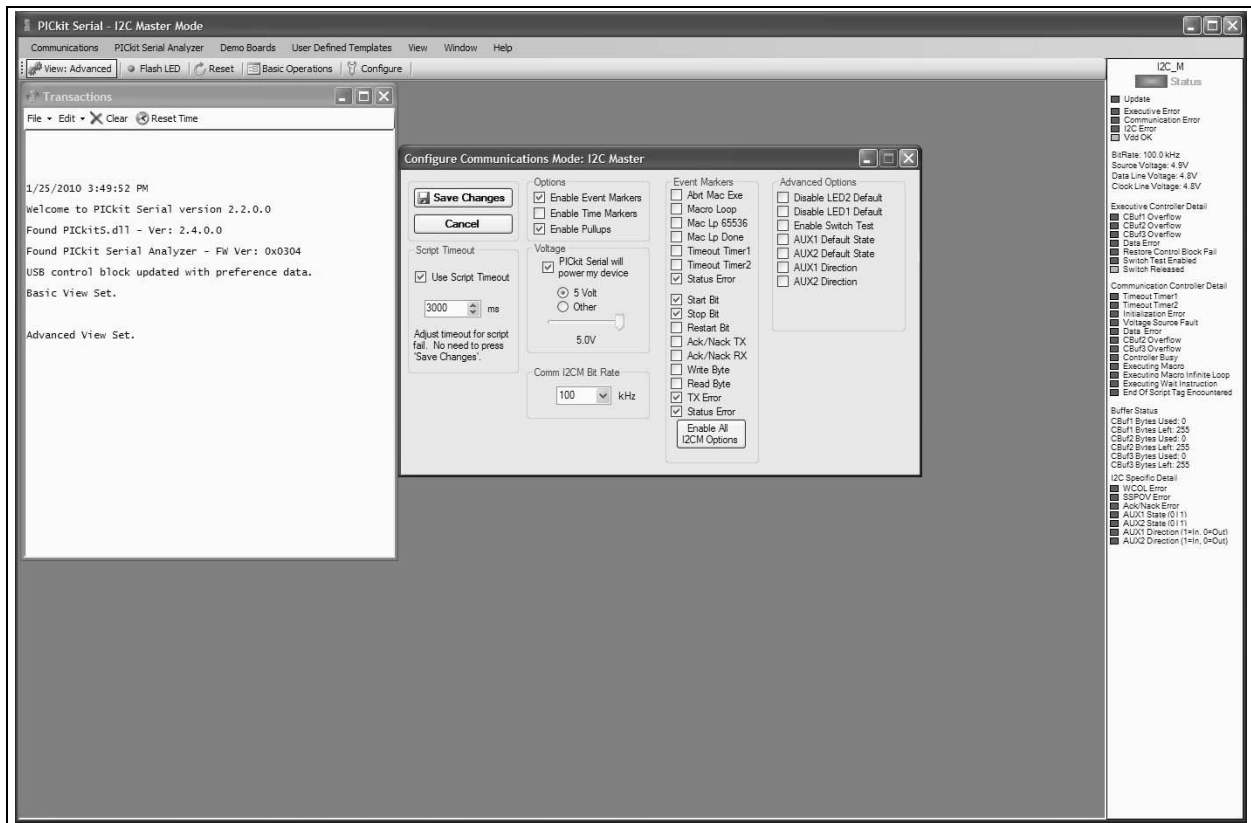 PICkit Serial - I2C Master Mode
Communications PICkit Serial Analyzer Demo Boards User Defined Templates View Window Help
View: Advanced Flash LED Reset Basic Operations Configure
Transactions
File Edit Clear Reset Time
1/25/2010 3:49:52 PM
Welcome to PICkit Serial version 2.2.0.0
Found PICkitS.dll - Ver: 2.4.0.0
Found PICkit Serial Analyzer - FW Ver: 0x0304
USB control block updated with preference data.
Basic View Set.
Advanced View Set.
Configure Communications Mode: I2C Master
Save Changes
Cancel
Script Timeout
Use Script Timeout
3000 ms
Adjust timeout for script
fail. No need to press
'Save Changes'.
Options
Enable Event Markers
Enable Time Markers
Enable Pullups
Voltage
PICkit Serial will
power my device
5 Volt
Other
5.0V
Comm I2CM Bit Rate
100 kHz
Event Markers
Abrt Mac Exe
Macro Loop
Mac Lp 65536
Mac Lp Done
Timeout Timer1
Timeout Timer2
Status Error
Start Bit
Stop Bit
Restart Bit
Ack/Nack TX
Ack/Nack RX
Write Byte
Read Byte
TX Error
Status Error
Enable All
I2CM Options
Advanced Options
Disable LED2 Default
Disable LED1 Default
Enable Switch Test
AUX1 Default State
AUX2 Default State
AUX1 Direction
AUX2 Direction
I2C_M
Status
Update
Executive Error
Communication Error
I2C Error
Vdd OK
BitRate: 100.0 kHz
Source Voltage: 4.9V
Data Line Voltage: 4.8V
Clock Line Voltage: 4.8V
Executive Controller Detail
CBuf1 Overflow
CBuf2 Overflow
CBuf3 Overflow
Data Error
Restore Control Block Fail
Switch Test Enabled
Switch Released
Communication Controller Detail
Timeout Timer1
Timeout Timer2
Initialization Error
Voltage Source Fault
Data Error
CBuf2 Overflow
CBuf3 Overflow
Controller Busy
Executing Macro
Executing Macro Infinite Loop
Executing Wait Instruction
End Of Script Tag Encountered
Buffer Status
CBuf1 Bytes Used: 0
CBuf1 Bytes Left: 255
CBuf2 Bytes Used: 0
CBuf2 Bytes Left: 255
CBuf3 Bytes Used: 0
CBuf3 Bytes Left: 255
I2C Specific Detail
WCOL Error
SSPOV Error
Ack/Nack Error
AUX1 State (0 | 1)
AUX2 State (0 | 1)
AUX1 Direction (1=In, 0=Out)
AUX2 Direction (1=In, 0=Out)